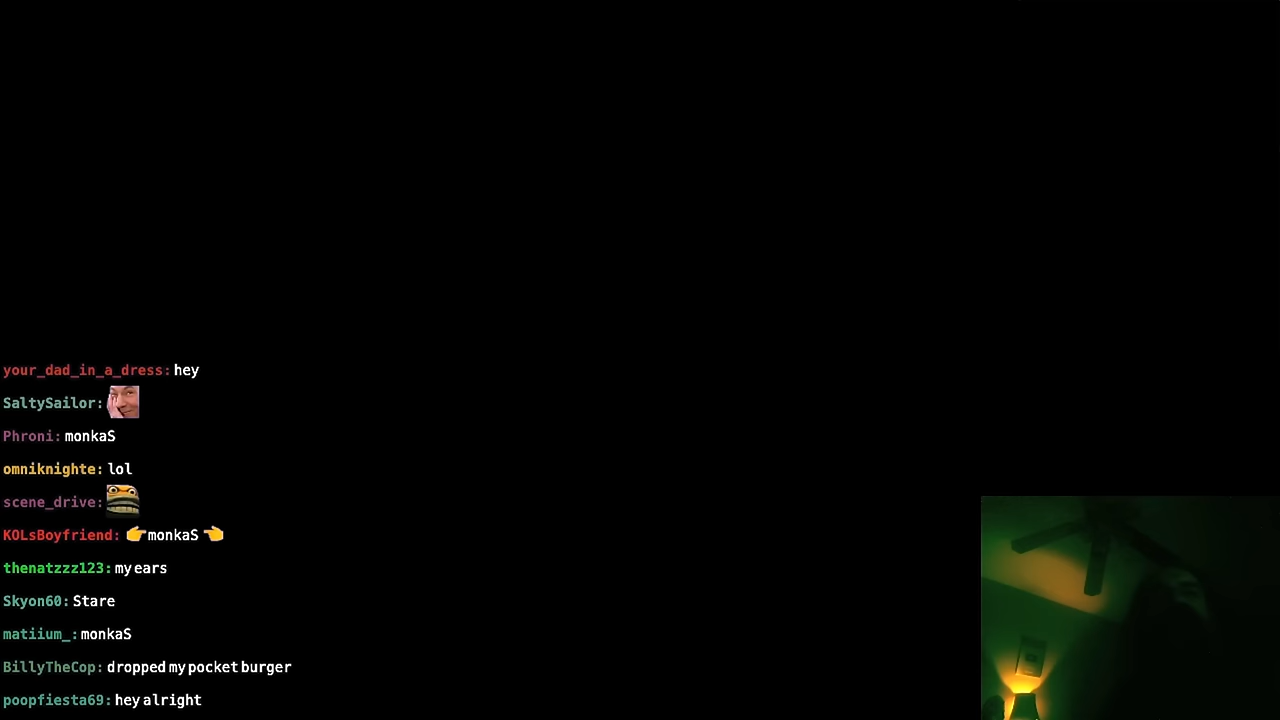 your_dad_in_a_dress: hey
SaltySailor:
Phroni: monkaS
omniknighte: lol
scene_drive:
KOLsBoyfriend: 👉monkaS 👈
thenatzzz123: my ears
Skyon60: Stare
matiium_: monkaS
BillyTheCop: dropped my pocket burger
poopfiesta69: hey alright